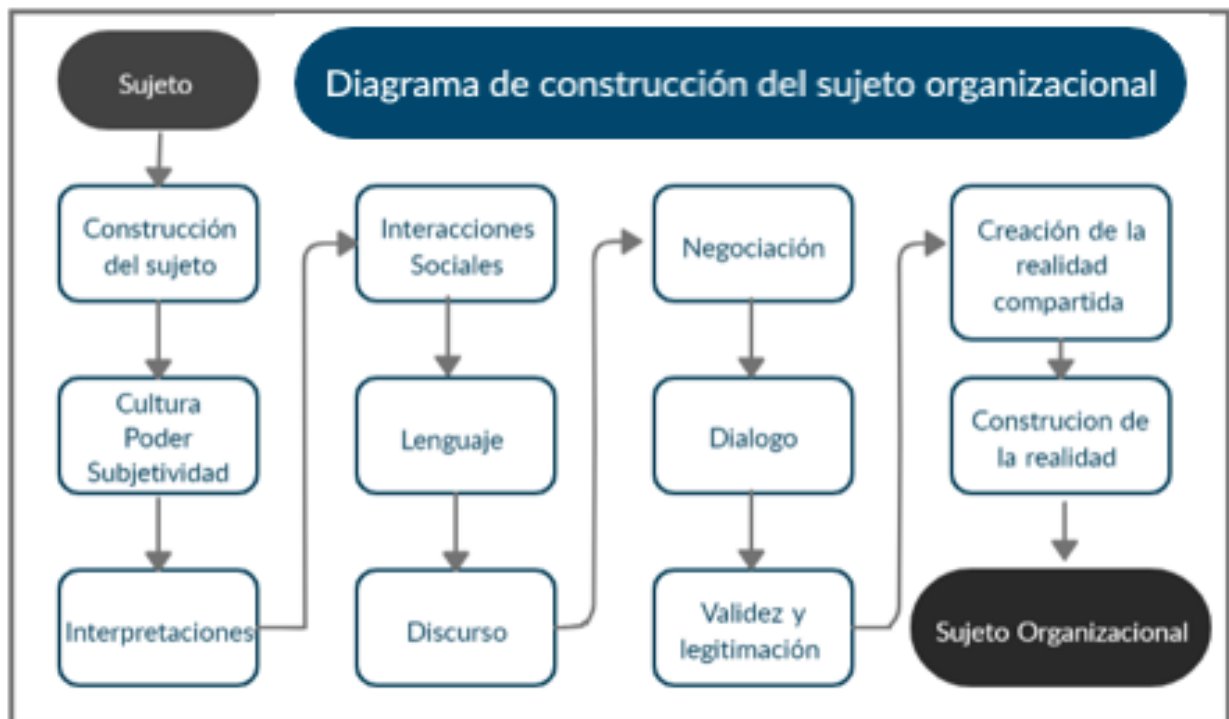 Sujeto
Diagrama de construcción del sujeto organizacional
Construcción
del sujeto
Cultura
Poder
Subjetividad
Interpretaciones
Interacciones
Sociales
Lenguaje
Discurso
Negociación
Dialogo
Validez y
legitimación
Creación de la
realidad
compartida
Construcion de
la realidad
Sujeto Organizacional